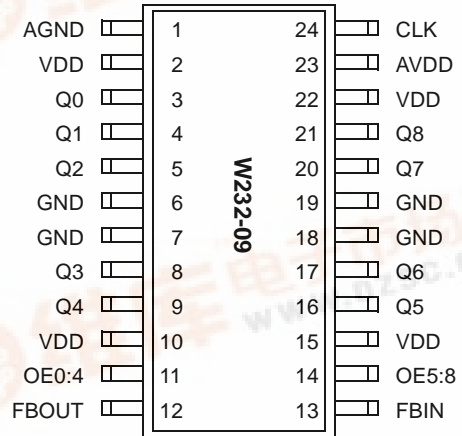 AGND 1 24 CLK
VDD 2 23 AVDD
Q0 3 22 VDD
Q1 4 21 Q8
Q2 5 20 Q7
GND 6 19 GND
GND 7 18 GND
Q3 8 17 Q6
Q4 9 16 Q5
VDD 10 15 VDD
OE0:4 11 14 OE5:8
FBOUT 12 13 FBIN
W232-09